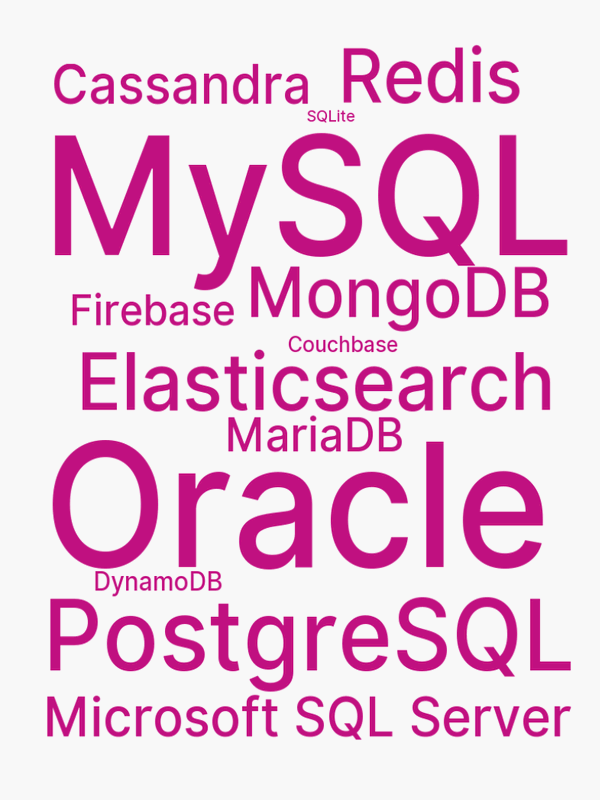 Cassandra Redis
SQLite
MySQL
Firebase MongoDB
Couchbase
Elasticsearch
MariaDB
Oracle
DynamoDB
PostgreSQL
Microsoft SQL Server